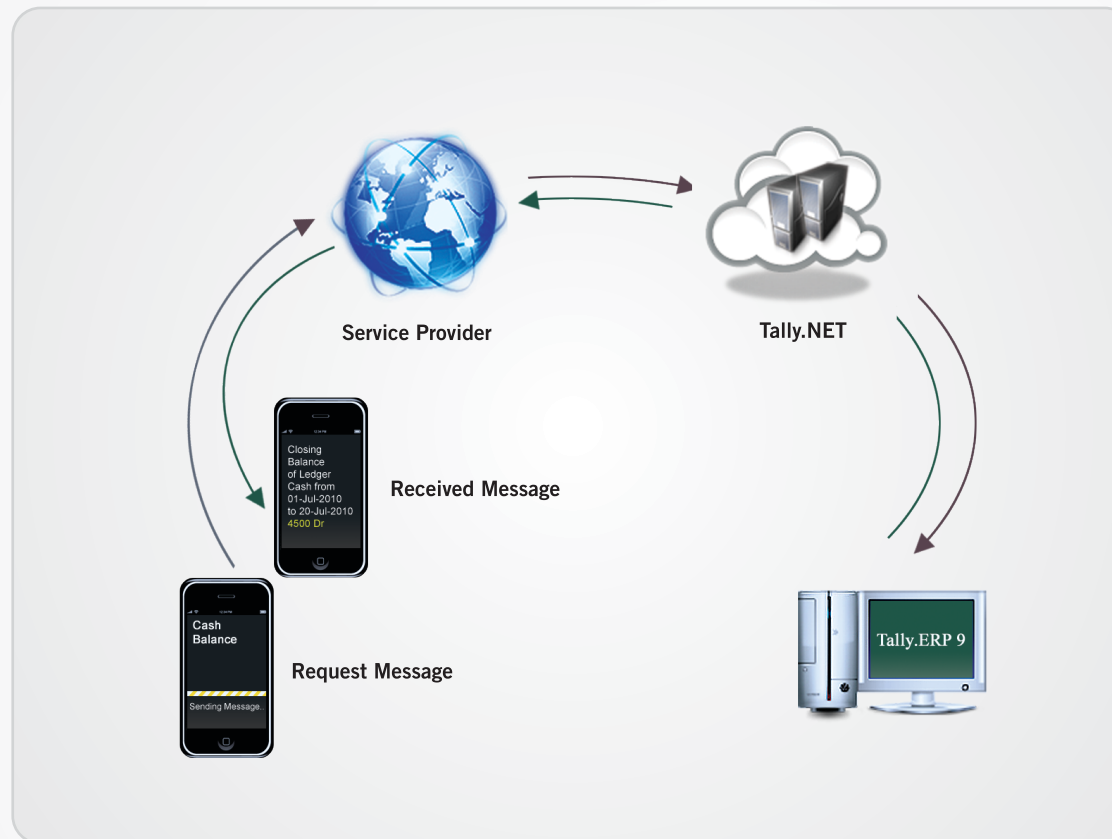 Service Provider
Tally.NET
Closing
Balance
of Ledger
Cash from
01-Jul-2010
to 20-Jul-2010
4500 Dr
Received Message
Cash
Balance
Sending Message..
Request Message
Tally.ERP 9